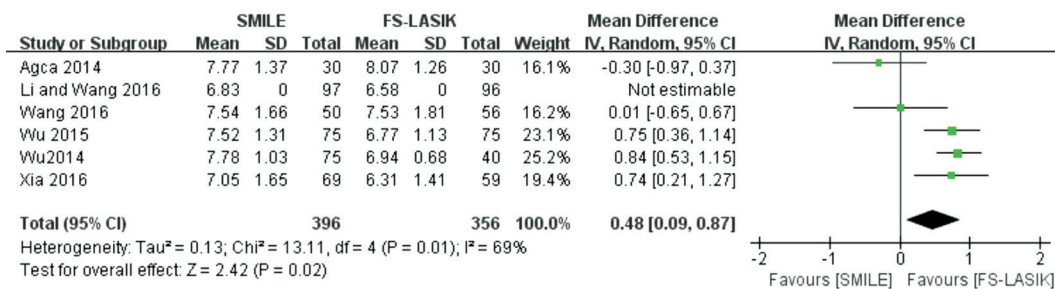 SMILE FS-LASIK Mean Difference Mean Difference
Study or Subgroup Mean SD Total Mean SD Total Weight IV, Random, 95% CI IV, Random, 95% CI
Agca 2014 7.77 1.37 30 8.07 1.26 30 16.1% -0.30 [-0.97, 0.37]
Li and Wang 2016 6.83 0 97 6.58 0 96 Not estimable
Wang 2016 7.54 1.66 50 7.53 1.81 56 16.2% 0.01 [-0.65, 0.67]
Wu 2015 7.52 1.31 75 6.77 1.13 75 23.1% 0.75 [0.36, 1.14]
Wu2014 7.78 1.03 75 6.94 0.68 40 25.2% 0.84 [0.53, 1.15]
Xia 2016 7.05 1.65 69 6.31 1.41 59 19.4% 0.74 [0.21, 1.27]
Total (95% CI) 396 356 100.0% 0.48 [0.09, 0.87]
Heterogeneity: Tau² = 0.13; Chi² = 13.11, df = 4 (P = 0.01); I² = 69%
Test for overall effect: Z = 2.42 (P = 0.02)
-2 -1 0 1 2
Favours [SMILE] Favours [FS-LASIK]